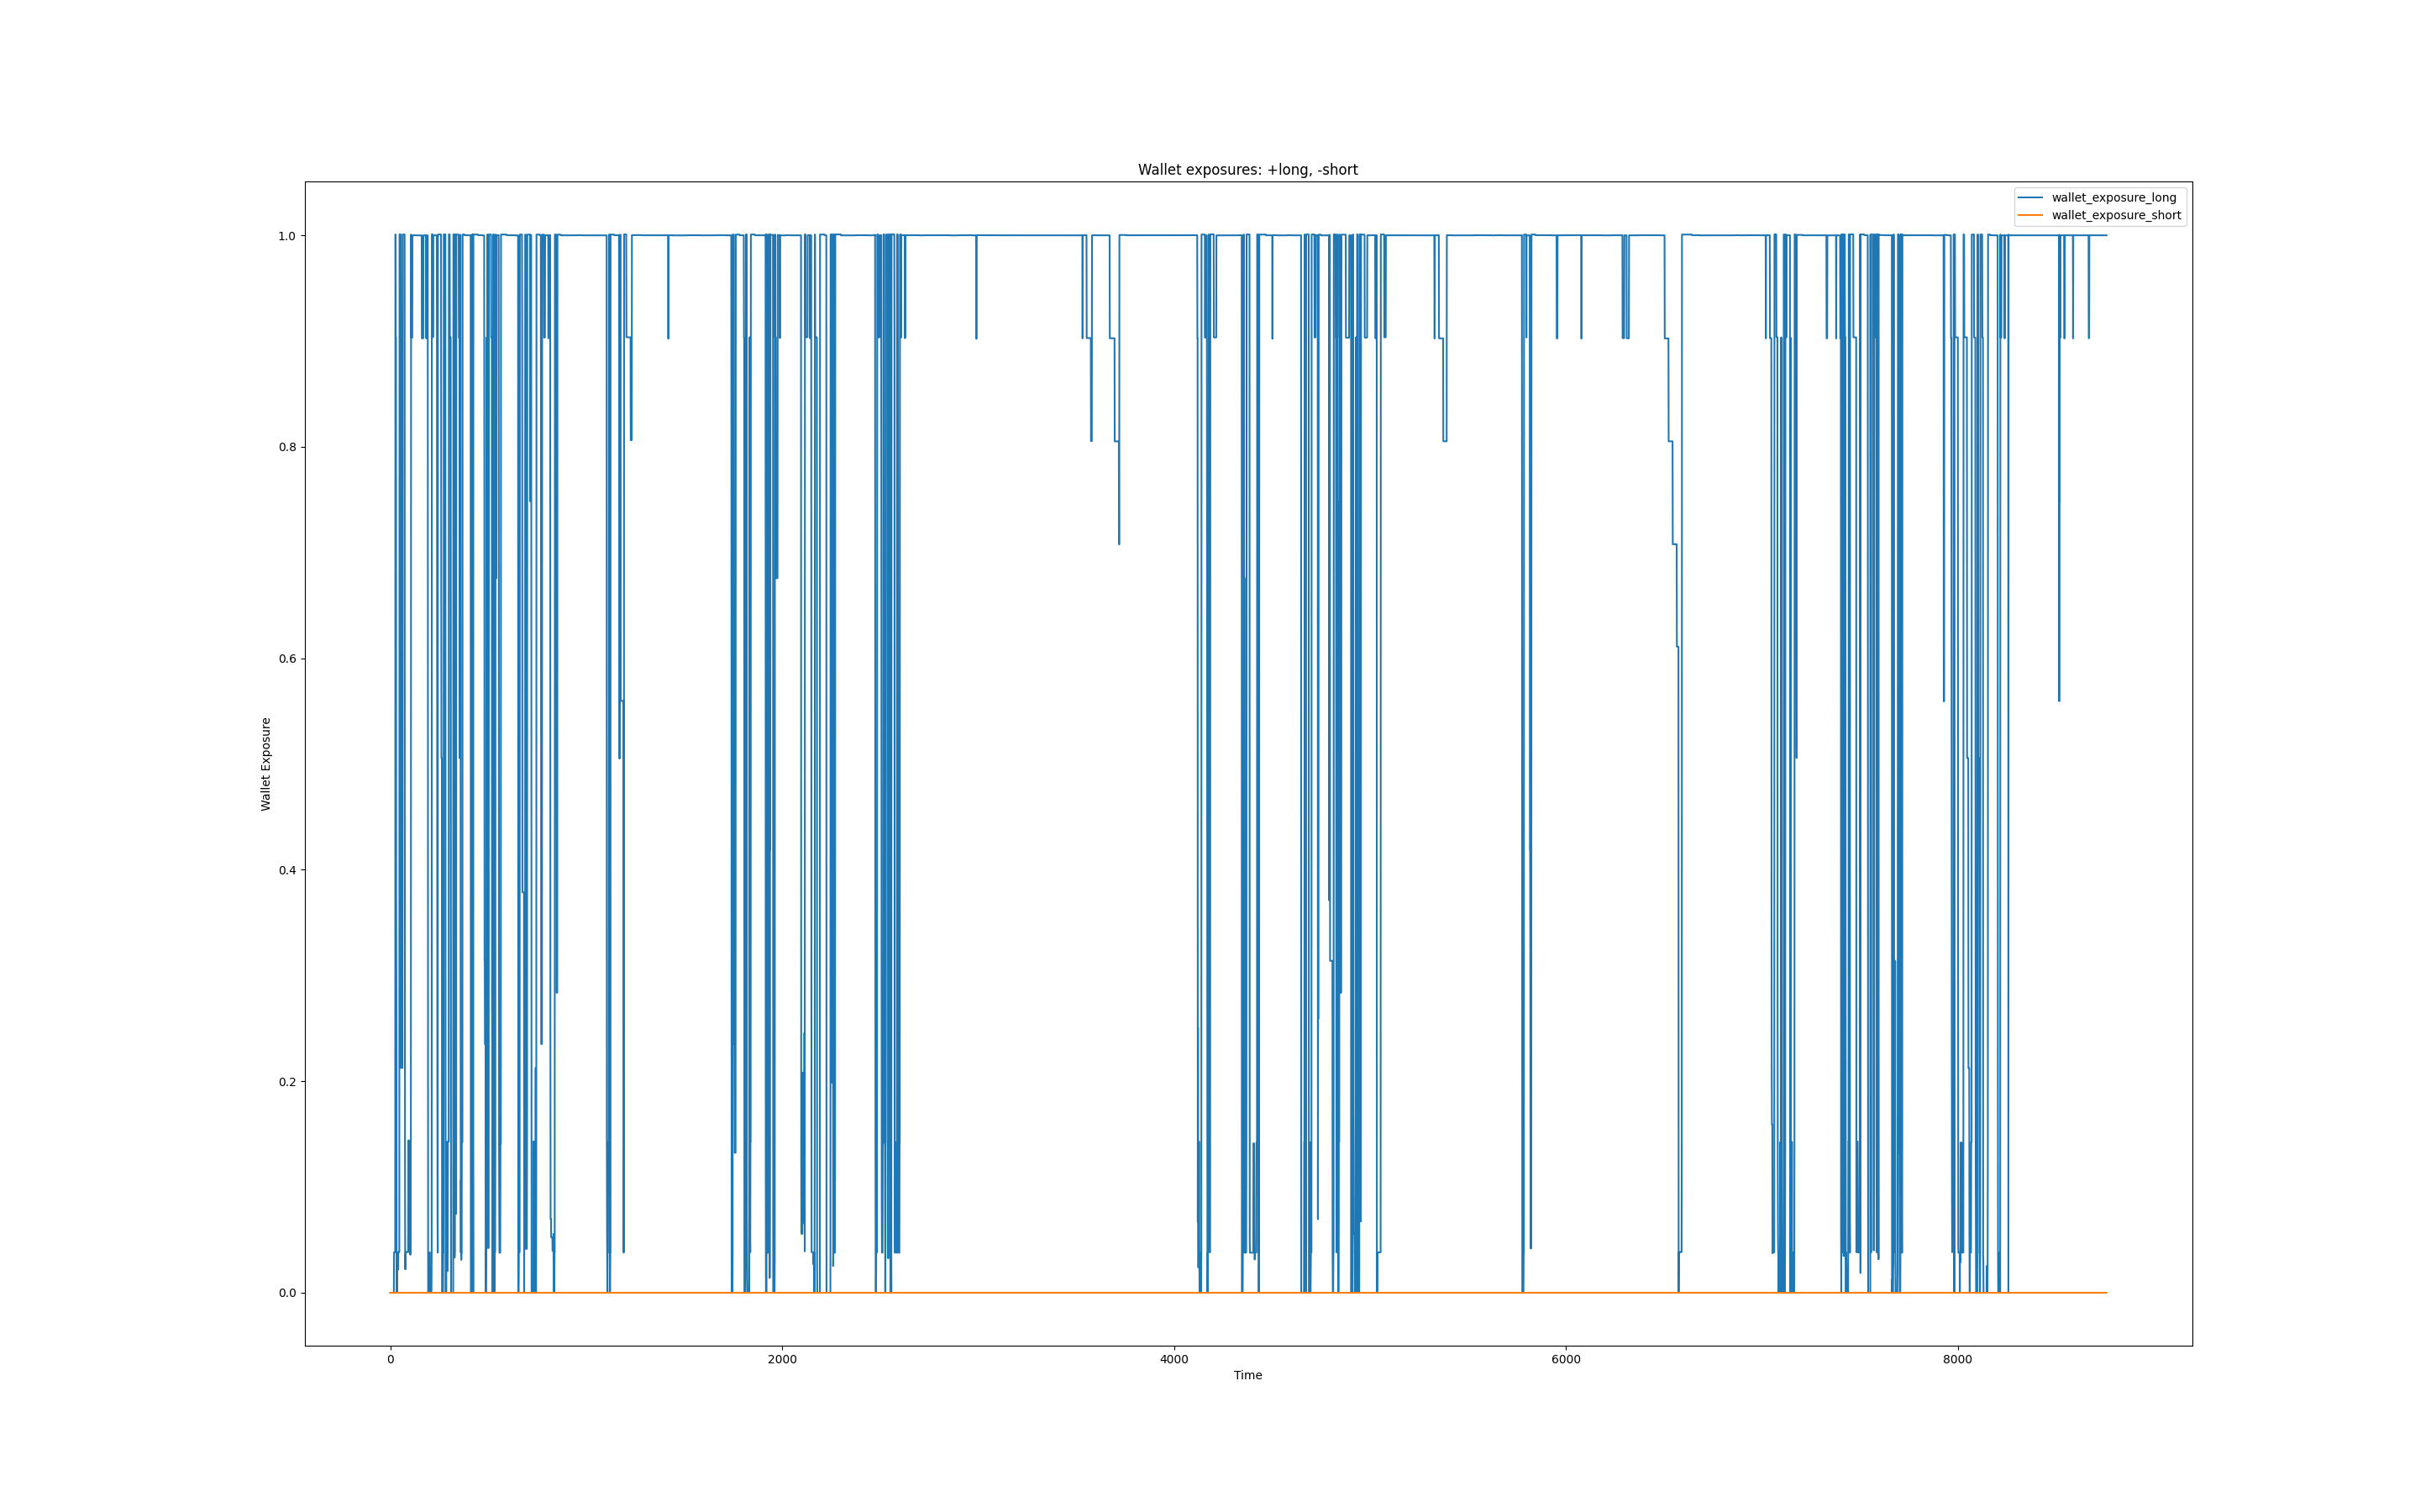 Wallet exposures: +long, -short
wallet_exposure_long
wallet_exposure_short
1.0
0.8
0.6
0.4
0.2
0.0
Wallet Exposure
0
2000
4000
6000
8000
Time